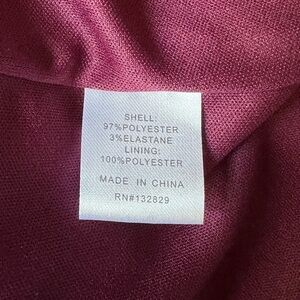 SHELL:
97%POLYESTER
3%ELASTANE
LINING:
100%POLYESTER
MADE IN CHINA
RN#132829